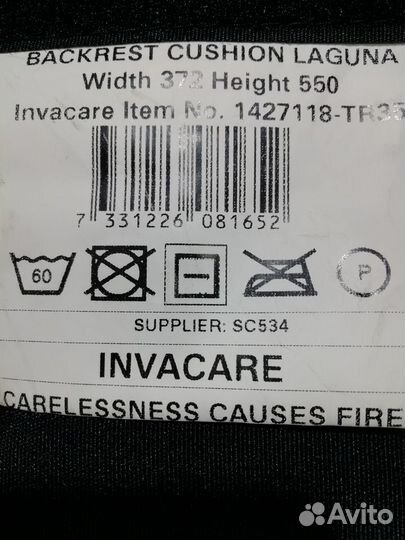 BACKREST CUSHION LAGUNA
Width 372 Height 550
Invacare Item No. 1427118-TR35
7 331226 081652
60 P
SUPPLIER: SC534
INVACARE
CARELESSNESS CAUSES FIRE
Avito